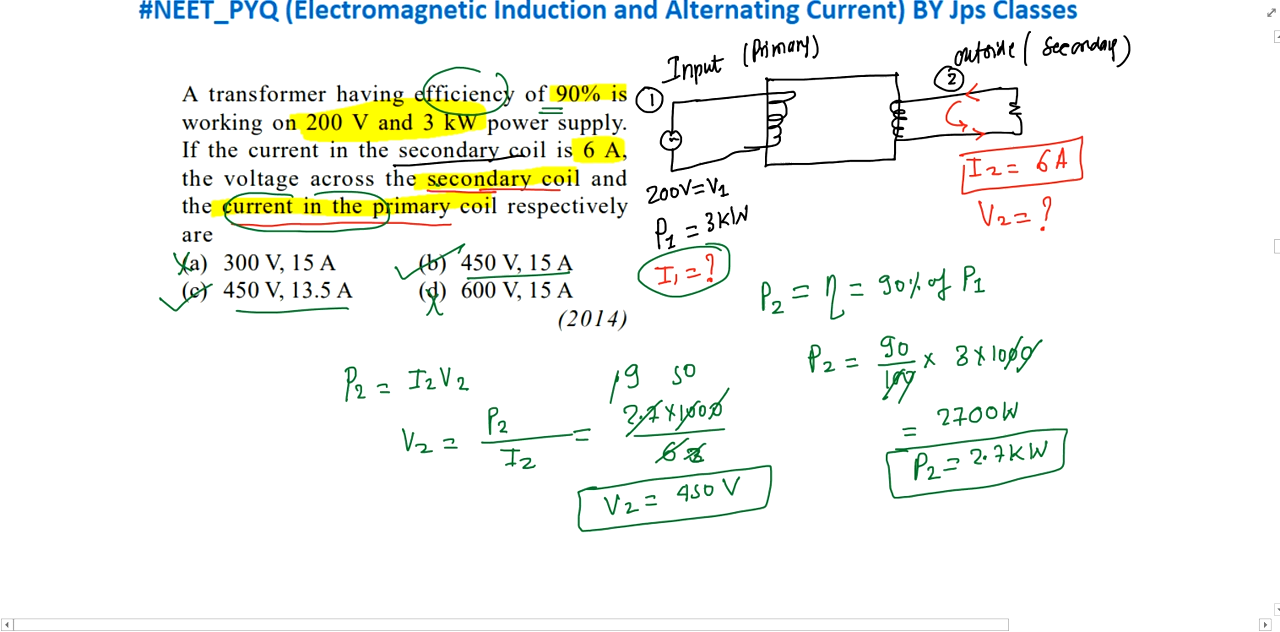 #NEET_PYQ (Electromagnetic Induction and Alternating Current) BY Jps Classes
A transformer having efficiency of 90% is
working on 200 V and 3 kW power supply.
If the current in the secondary coil is 6 A,
the voltage across the secondary coil and
the current in the primary coil respectively
are
(a) 300 V, 15 A (b) 450 V, 15 A
(c) 450 V, 13.5 A (d) 600 V, 15 A
(2014)
Input (Primary)
1
200V=V₁
P₁ = 3kW
I₁ = ?
(Secondary)
2
I₂ = 6A
V₂ = ?
P₂ = η = 90% of P₁
P₂ = 90/100 × 3×1000
= 2700W
P₂ = 2.7KW
P₂ = I₂V₂
V₂ = P₂/I₂ =
9 50
2.7×1000
6
V₂ = 450 V